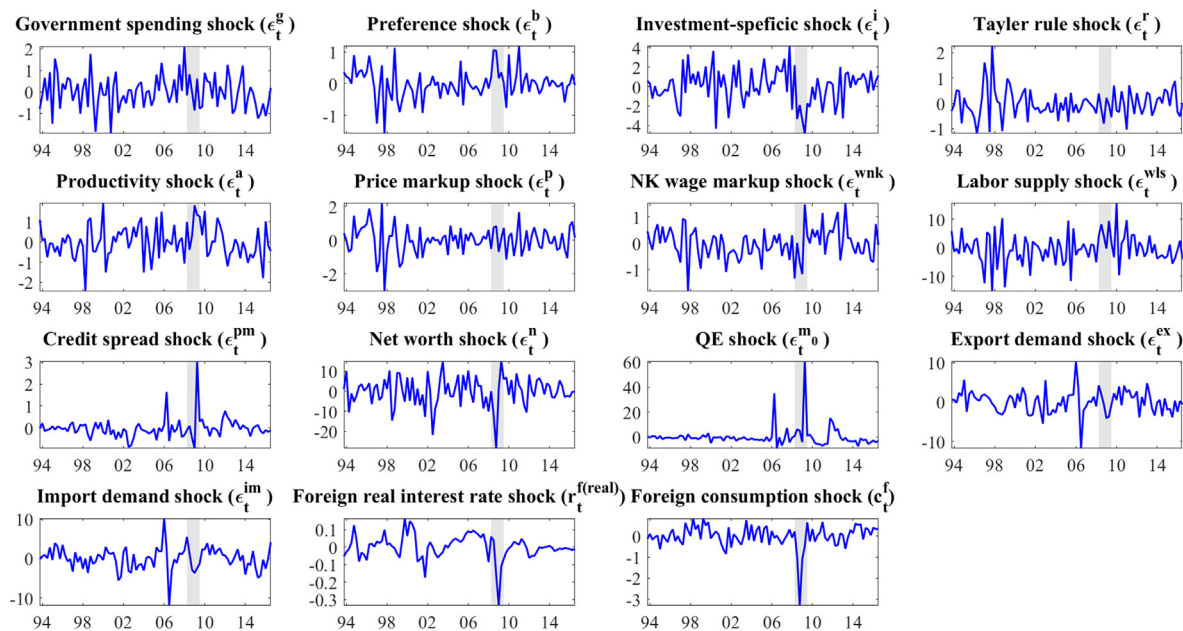 Government spending shock (ϵ_t^g)
2
1
0
-1
94 98 02 06 10 14
Preference shock (ϵ_t^b)
1
0
-1
94 98 02 06 10 14
Investment-speficic shock (ϵ_t^i)
4
2
0
-2
-4
94 98 02 06 10 14
Tayler rule shock (ϵ_t^r)
2
1
0
-1
94 98 02 06 10 14
Productivity shock (ϵ_t^a)
1
0
-1
-2
94 98 02 06 10 14
Price markup shock (ϵ_t^p)
2
0
-2
94 98 02 06 10 14
NK wage markup shock (ϵ_t^wnk)
1
0
-1
94 98 02 06 10 14
Labor supply shock (ϵ_t^wls)
10
0
-10
94 98 02 06 10 14
Credit spread shock (ϵ_t^pm)
3
2
1
0
94 98 02 06 10 14
Net worth shock (ϵ_t^n)
10
0
-10
-20
94 98 02 06 10 14
QE shock (ϵ_t^m_0)
60
40
20
0
94 98 02 06 10 14
Export demand shock (ϵ_t^ex)
10
0
-10
94 98 02 06 10 14
Import demand shock (ϵ_t^im)
10
0
-10
94 98 02 06 10 14
Foreign real interest rate shock (r_t^f(real))
0.1
0
-0.1
-0.2
-0.3
94 98 02 06 10 14
Foreign consumption shock (c_t^f)
0
-1
-2
-3
94 98 02 06 10 14